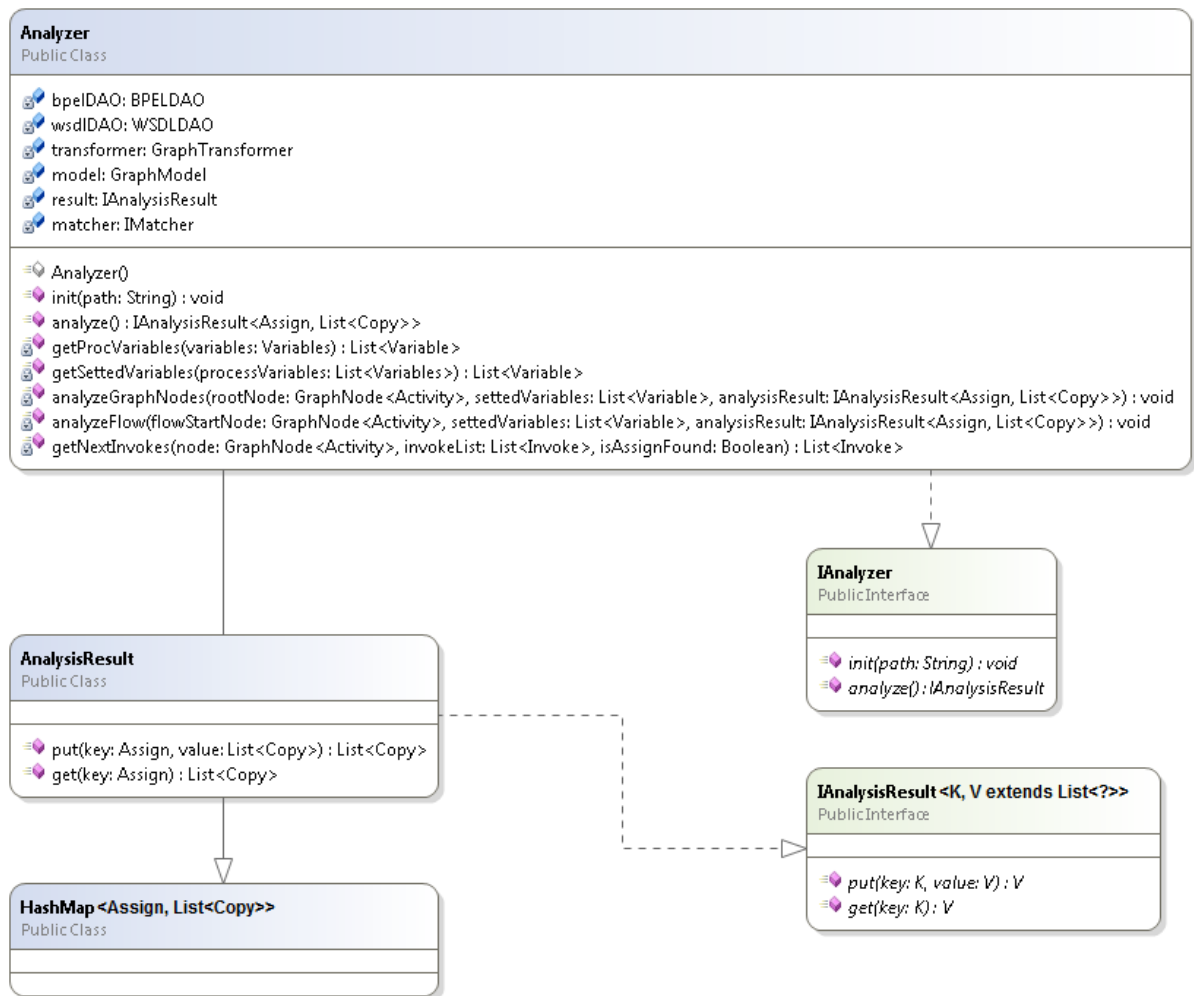 Analyzer
Public Class
bpelDAO: BPELDAO
wsdlDAO: WSDLDAO
transformer: GraphTransformer
model: GraphModel
result: IAnalysisResult
matcher: IMatcher
Analyzer()
init(path: String) : void
analyze() : IAnalysisResult<Assign, List<Copy>>
getProcVariables(variables: Variables) : List<Variable>
getSettedVariables(processVariables: List<Variables>) : List<Variable>
analyzeGraphNodes(rootNode: GraphNode<Activity>, settedVariables: List<Variable>, analysisResult: IAnalysisResult<Assign, List<Copy>>) : void
analyzeFlow(flowStartNode: GraphNode<Activity>, settedVariables: List<Variable>, analysisResult: IAnalysisResult<Assign, List<Copy>>) : void
getNextInvokes(node: GraphNode<Activity>, invokeList: List<Invoke>, isAssignFound: Boolean) : List<Invoke>
IAnalyzer
Public Interface
init(path: String) : void
analyze() : IAnalysisResult
AnalysisResult
Public Class
put(key: Assign, value: List<Copy>) : List<Copy>
get(key: Assign) : List<Copy>
IAnalysisResult <K, V extends List<?>>
Public Interface
put(key: K, value: V) : V
get(key: K) : V
HashMap <Assign, List<Copy>>
Public Class